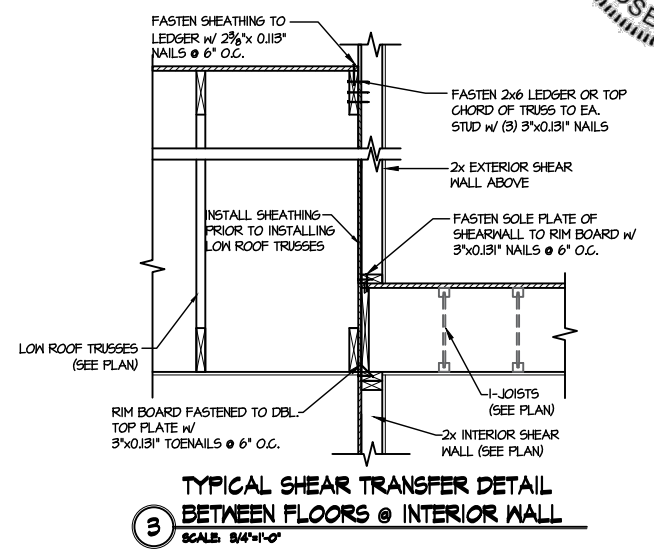 FASTEN SHEATHING TO
LEDGER W/ 2⅜"x 0.113"
NAILS @ 6" O.C.
FASTEN 2x6 LEDGER OR TOP
CHORD OF TRUSS TO EA.
STUD W/ (3) 3"x0.131" NAILS
2x EXTERIOR SHEAR
WALL ABOVE
INSTALL SHEATHING
PRIOR TO INSTALLING
LOW ROOF TRUSSES
FASTEN SOLE PLATE OF
SHEARWALL TO RIM BOARD W/
3"x0.131" NAILS @ 6" O.C.
LOW ROOF TRUSSES
(SEE PLAN)
I-JOISTS
(SEE PLAN)
RIM BOARD FASTENED TO DBL.
TOP PLATE W/
3"x0.131" TOENAILS @ 6" O.C.
2x INTERIOR SHEAR
WALL (SEE PLAN)
3
TYPICAL SHEAR TRANSFER DETAIL
BETWEEN FLOORS @ INTERIOR WALL
SCALE: 3/4"=1'-0"